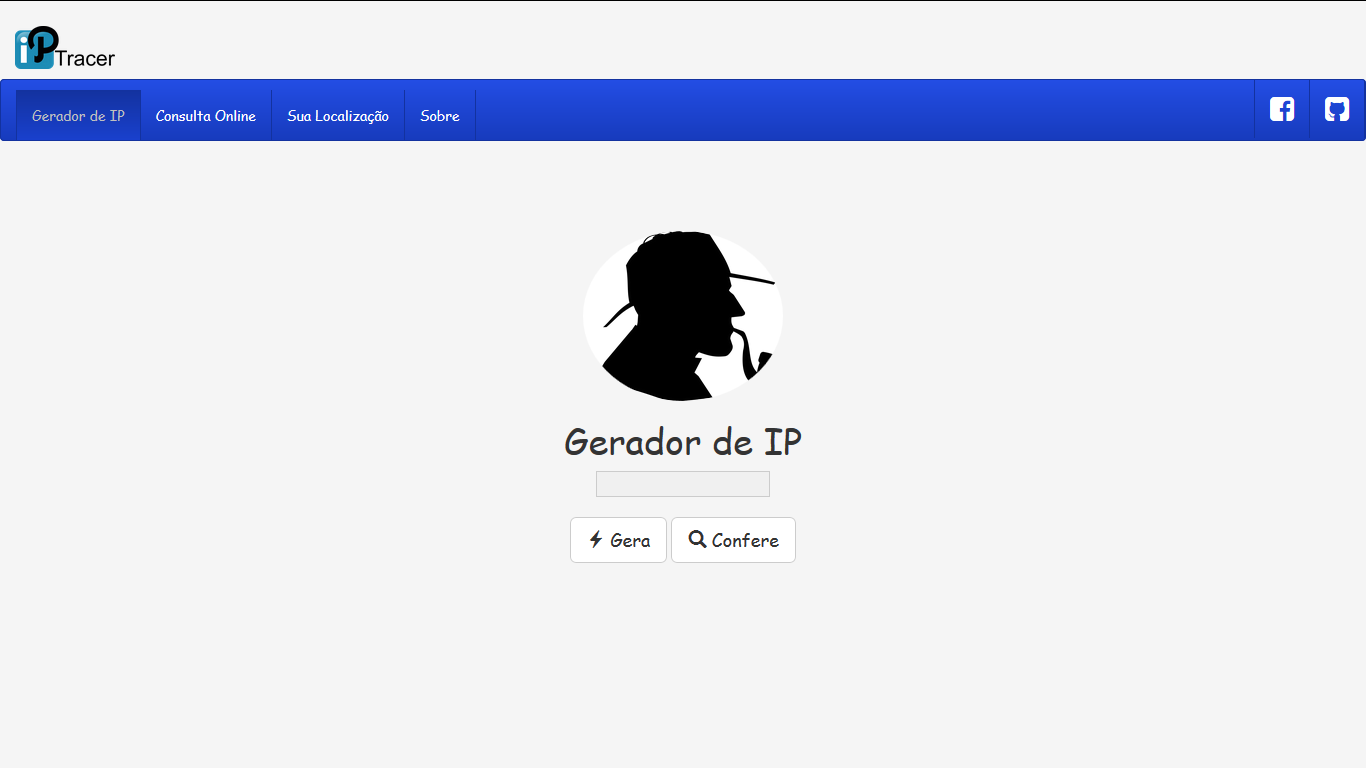 iP Tracer
Gerador de IP Consulta Online Sua Localização Sobre
Gerador de IP
Gera Confere